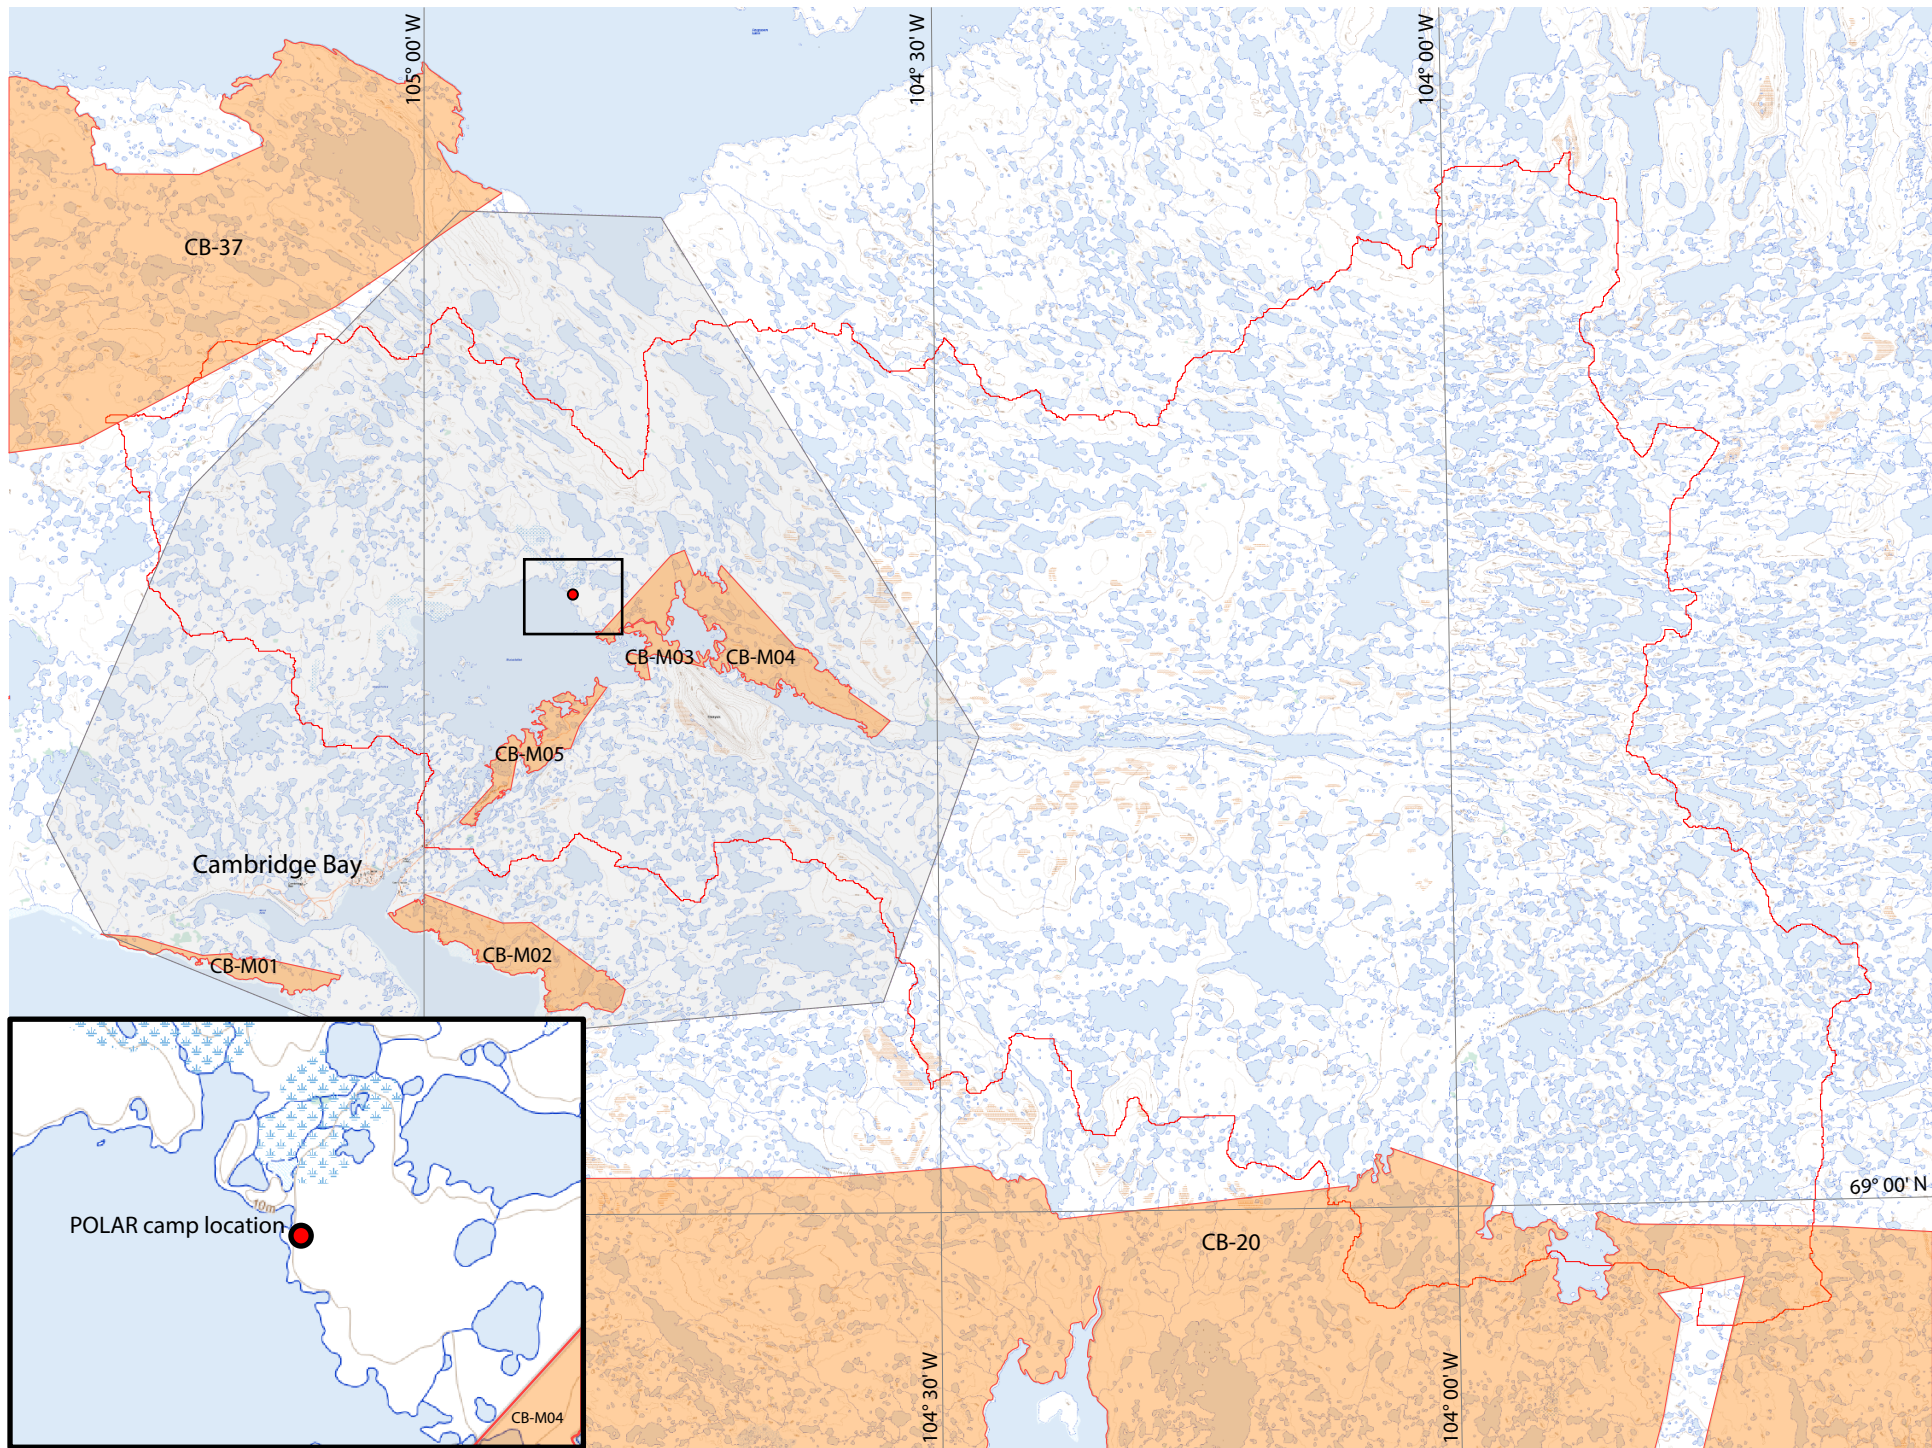 105° 00' W
104° 30' W
104° 00' W
CB-37
CB-M03
CB-M04
CB-M05
Cambridge Bay
CB-M02
CB-M01
69° 00' N
10m
POLAR camp location
CB-20
CB-M04
104° 30' W
104° 00' W